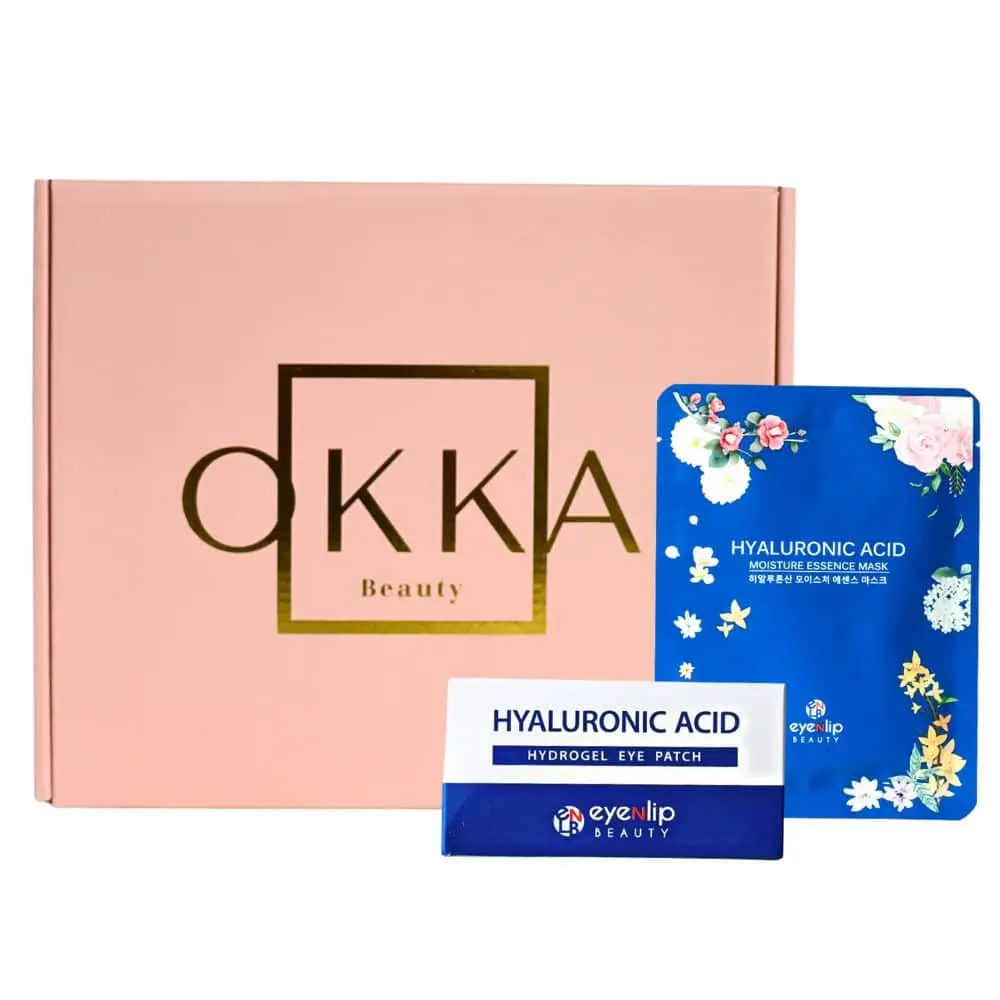 OKKA
Beauty
HYALURONIC ACID
MOISTURE ESSENCE MASK
히알루론산 모이스처 에센스 마스크
eyeNlip
BEAUTY
HYALURONIC ACID
HYDROGEL EYE PATCH
ENLB
eyeNlip
BEAUTY